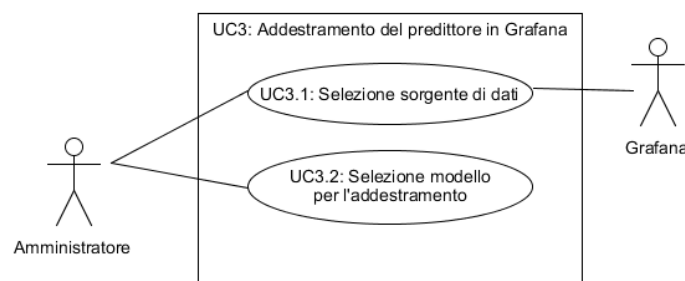 UC3: Addestramento del predittore in Grafana
UC3.1: Selezione sorgente di dati
Grafana
UC3.2: Selezione modello
per l'addestramento
Amministratore